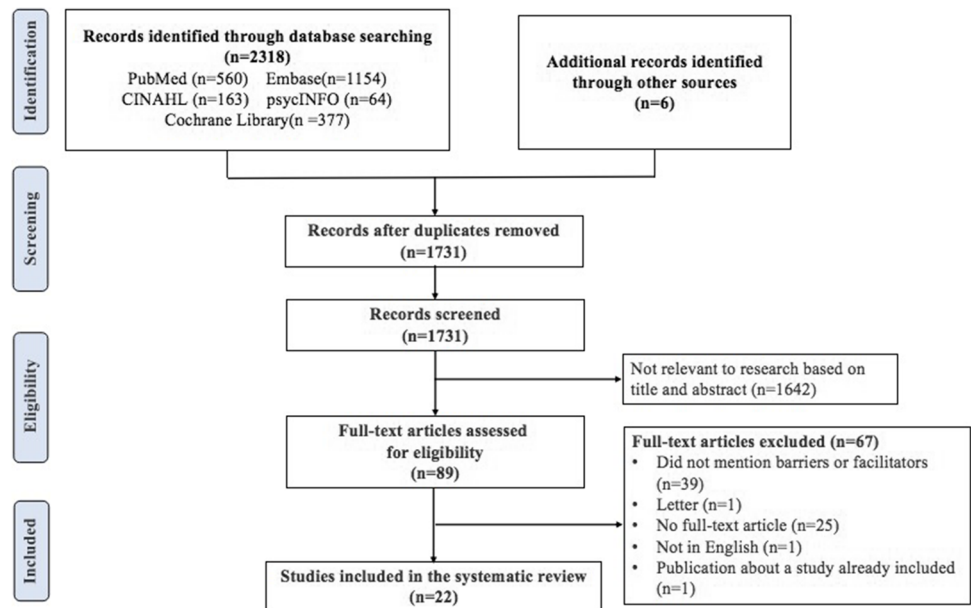 Identification
Records identified through database searching
(n=2318)
PubMed (n=560) Embase(n=1154)
CINAHL (n=163) psycINFO (n=64)
Cochrane Library(n =377)
Additional records identified
through other sources
(n=6)
Screening
Records after duplicates removed
(n=1731)
Records screened
(n=1731)
Eligibility
Not relevant to research based on
title and abstract (n=1642)
Full-text articles assessed
for eligibility
(n=89)
Full-text articles excluded (n=67)
• Did not mention barriers or facilitators
(n=39)
• Letter (n=1)
• No full-text article (n=25)
• Not in English (n=1)
• Publication about a study already included
(n=1)
Included
Studies included in the systematic review
(n=22)